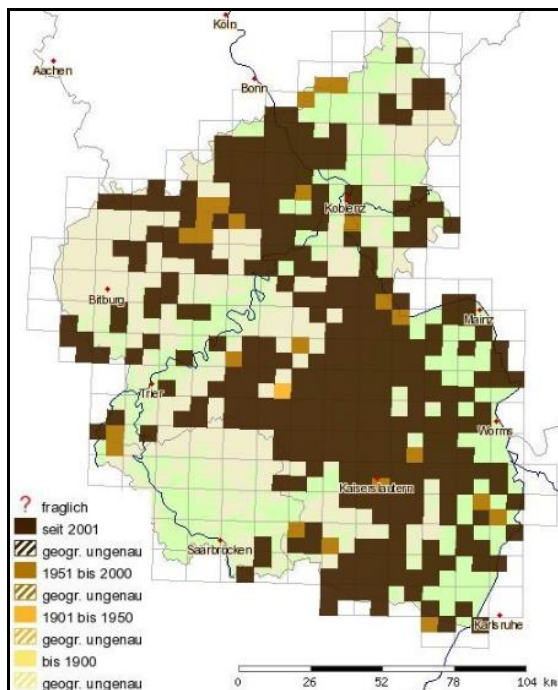 Köln
Aachen
Bonn
Koblenz
Bitburg
Mainz
Trier
Worms
Kaiserslautern
? fraglich
seit 2001
geogr. ungenau
1951 bis 2000
geogr. ungenau
1901 bis 1950
geogr. ungenau
bis 1900
geogr. ungenau
Saarbrücken
Karlsruhe
0 26 52 78 104 km